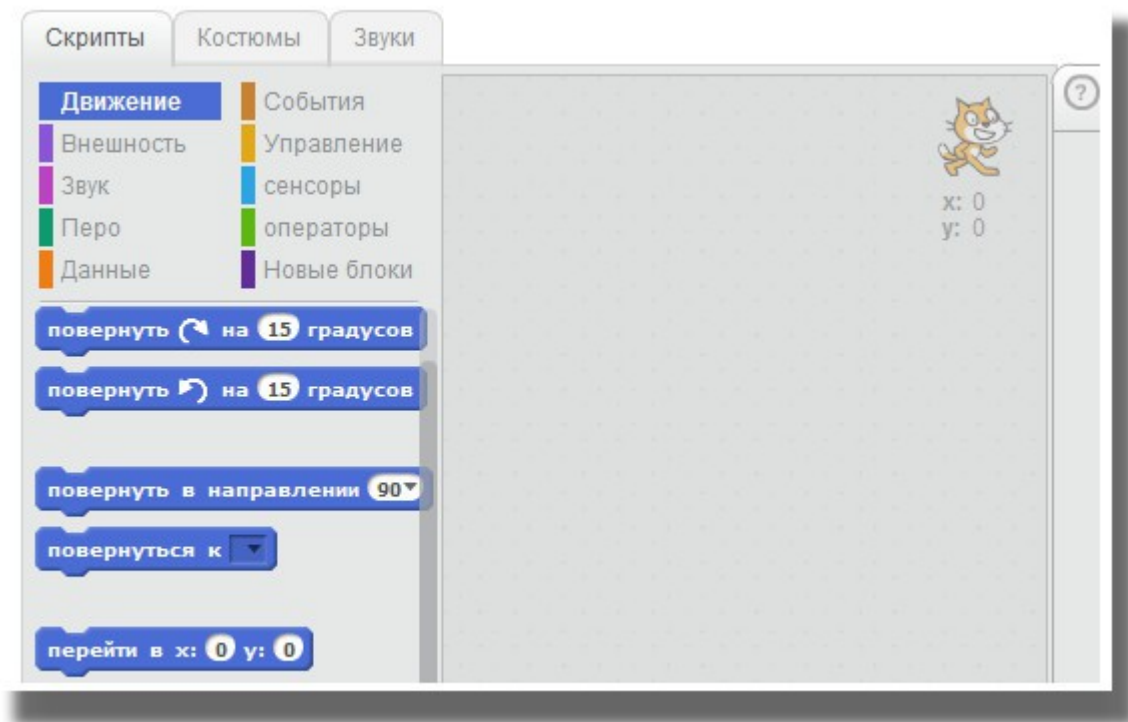 Скрипты Костюмы Звуки
Движение События
Внешность Управление
Звук сенсоры
Перо операторы
Данные Новые блоки
повернуть на 15 градусов
повернуть на 15 градусов
повернуть в направлении 90
повернуться к
перейти в x: 0 y: 0
x: 0
y: 0
?